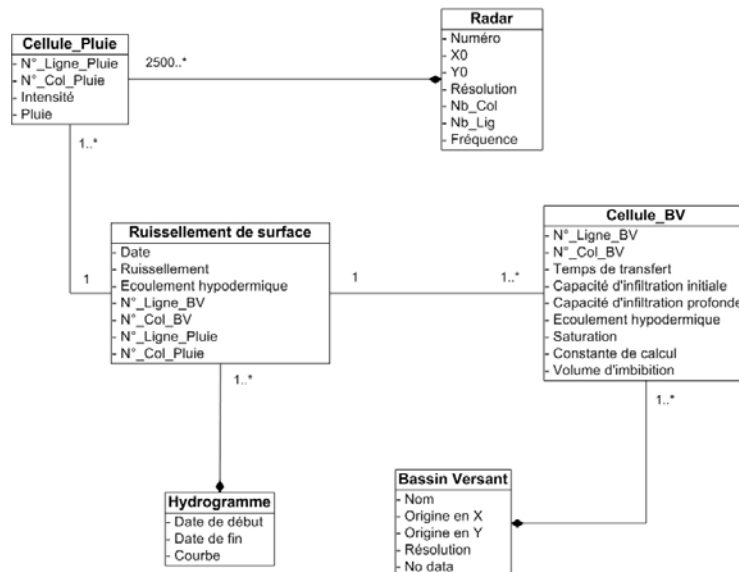 Radar
- Numéro
- X0
- Y0
- Résolution
- Nb_Col
- Nb_Lig
- Fréquence
Cellule_Pluie
- N°_Ligne_Pluie
- N°_Col_Pluie
- Intensité
- Pluie
2500..*
1..*
Ruissellement de surface
- Date
- Ruissellement
- Ecoulement hypodermique
- N°_Ligne_BV
- N°_Col_BV
- N°_Ligne_Pluie
- N°_Col_Pluie
1
1
1..*
Cellule_BV
- N°_Ligne_BV
- N°_Col_BV
- Temps de transfert
- Capacité d'infiltration initiale
- Capacité d'infiltration profonde
- Ecoulement hypodermique
- Saturation
- Constante de calcul
- Volume d'imbibition
1..*
1..*
Hydrogramme
- Date de début
- Date de fin
- Courbe
Bassin Versant
- Nom
- Origine en X
- Origine en Y
- Résolution
- No data